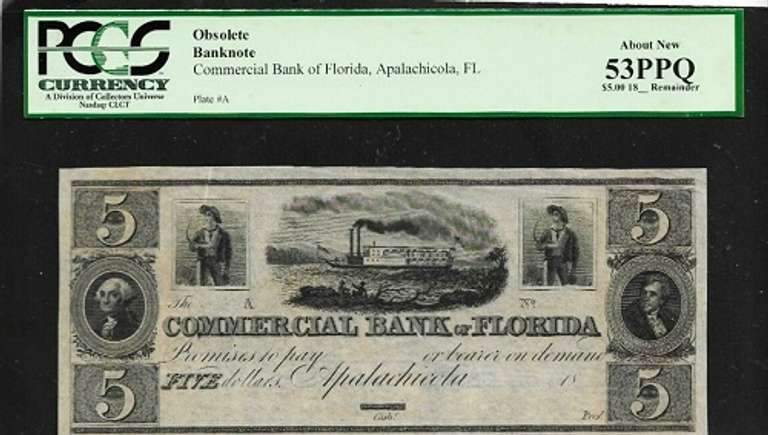 PCGS
CURRENCY
A Division of Collectors Universe
Nasdaq: CLCT
Obsolete
Banknote
Commercial Bank of Florida, Apalachicola, FL
Plate #A
About New
53PPQ
$5.00 18__ Remainder
5 5
The A No
COMMERCIAL BANK of FLORIDA
Promises to pay or bearer on demand
FIVE dollars, Apalachicola 18
5 5
Cash! Pres!